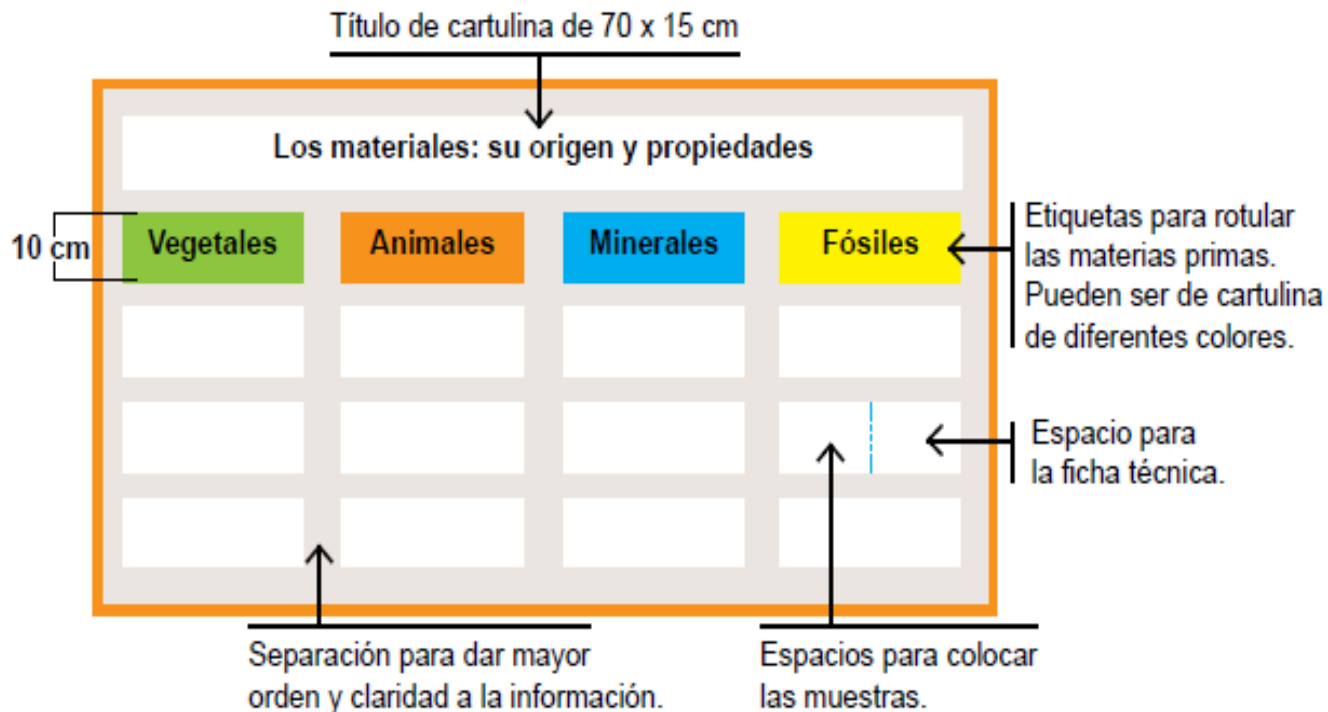 Título de cartulina de 70 x 15 cm
Los materiales: su origen y propiedades
10 cm
Vegetales
Animales
Minerales
Fósiles
Etiquetas para rotular
las materias primas.
Pueden ser de cartulina
de diferentes colores.
Espacio para
la ficha técnica.
Separación para dar mayor
orden y claridad a la información.
Espacios para colocar
las muestras.